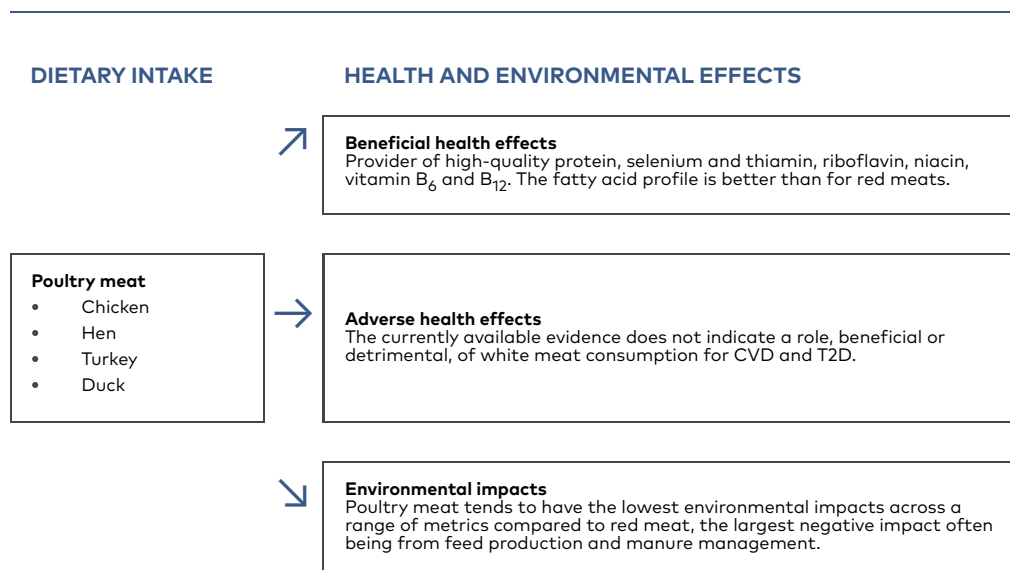 DIETARY INTAKE
HEALTH AND ENVIRONMENTAL EFFECTS
Beneficial health effects
Provider of high-quality protein, selenium and thiamin, riboflavin, niacin,
vitamin B6 and B12. The fatty acid profile is better than for red meats.
Poultry meat
• Chicken
• Hen
• Turkey
• Duck
Adverse health effects
The currently available evidence does not indicate a role, beneficial or
detrimental, of white meat consumption for CVD and T2D.
Environmental impacts
Poultry meat tends to have the lowest environmental impacts across a
range of metrics compared to red meat, the largest negative impact often
being from feed production and manure management.